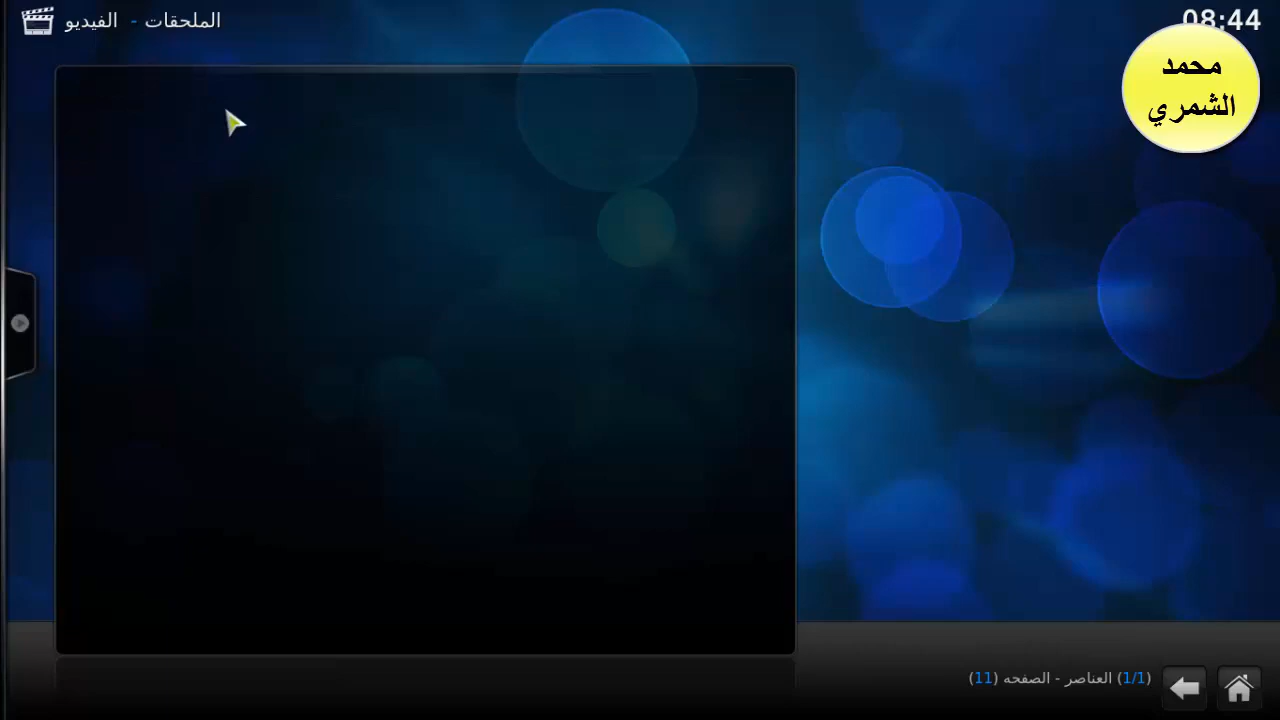 الفيديو - الملحقات
08:44
محمد
الشمري
(11) العناصر - الصفحه (1/1)